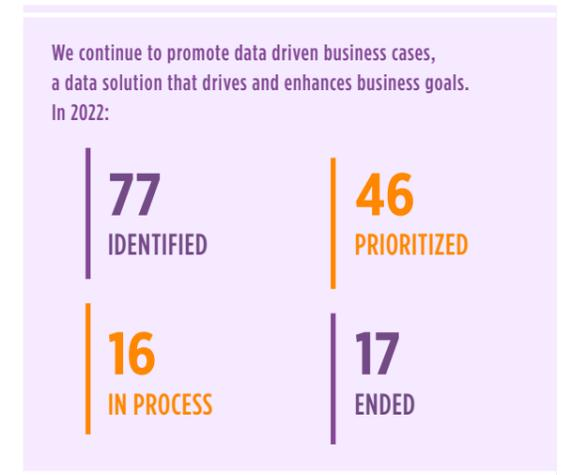 We continue to promote data driven business cases,
a data solution that drives and enhances business goals.
In 2022:
77
IDENTIFIED
46
PRIORITIZED
16
IN PROCESS
17
ENDED